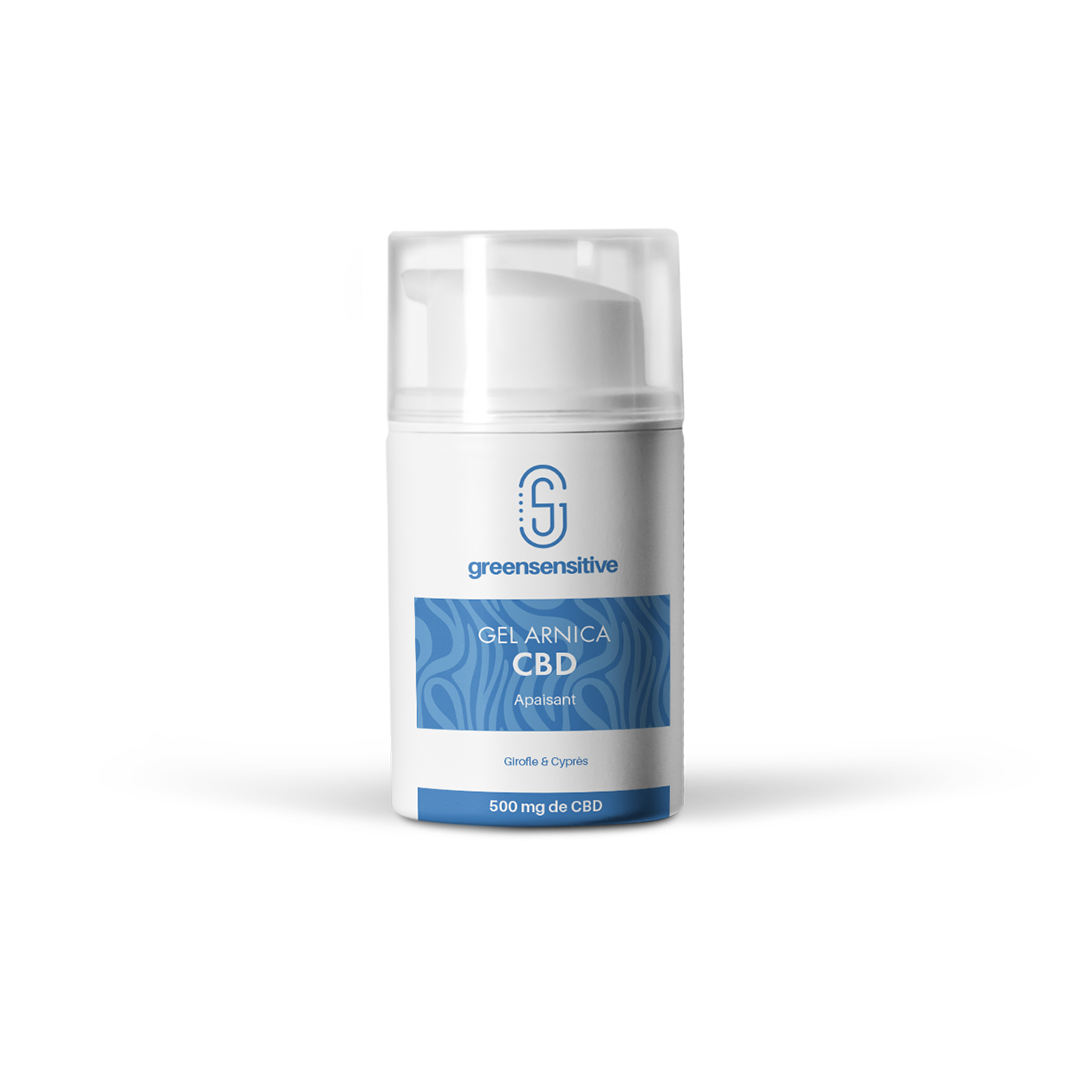 greensensitive
GEL ARNICA
CBD
Apaisant
Girofle & Cyprès
500 mg de CBD